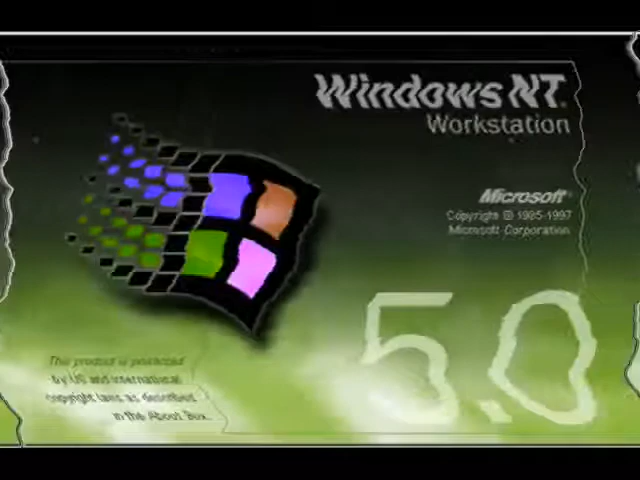 Windows NT
Workstation
Microsoft
Copyright © 1985-1997
Microsoft Corporation
5.0
This product is protected
by US and international
copyright laws as described
in the About Box.